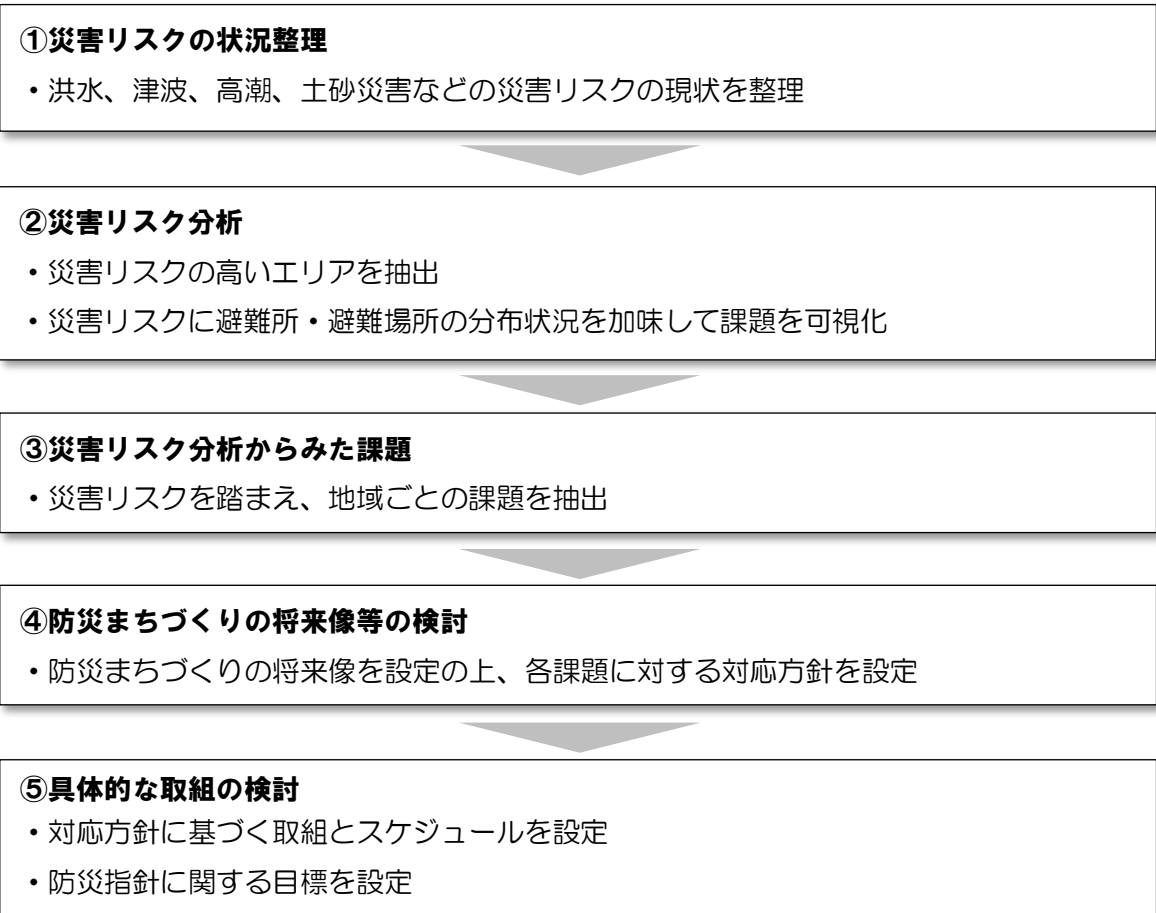 ①災害リスクの状況整理
・洪水、津波、高潮、土砂災害などの災害リスクの現状を整理
②災害リスク分析
・災害リスクの高いエリアを抽出
・災害リスクに避難所・避難場所の分布状況を加味して課題を可視化
③災害リスク分析からみた課題
・災害リスクを踏まえ、地域ごとの課題を抽出
④防災まちづくりの将来像等の検討
・防災まちづくりの将来像を設定の上、各課題に対する対応方針を設定
⑤具体的な取組の検討
・対応方針に基づく取組とスケジュールを設定
・防災指針に関する目標を設定